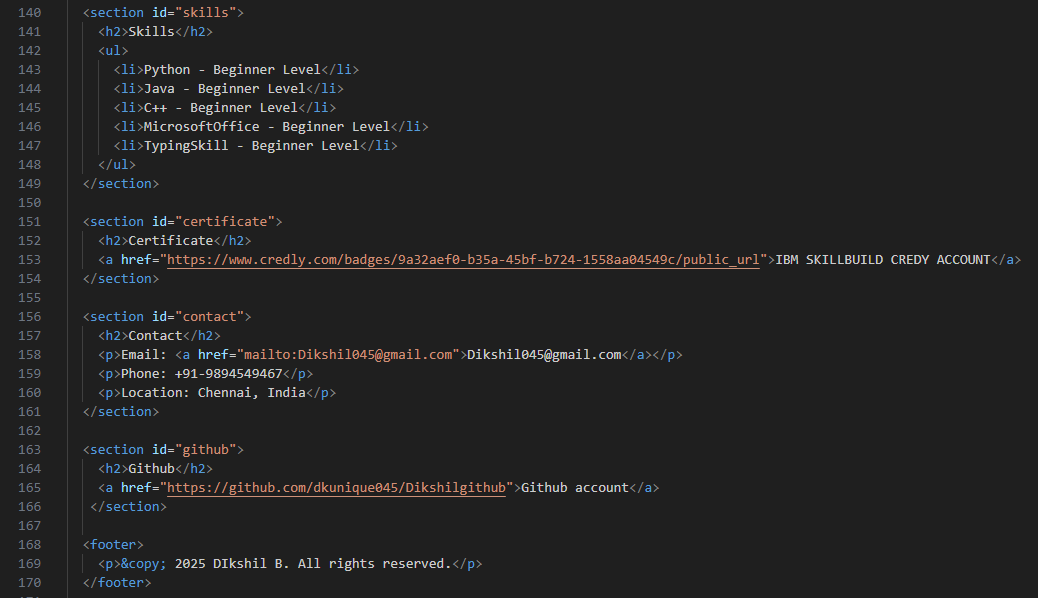 140 <section id="skills">
141 <h2>Skills</h2>
142 <ul>
143 <li>Python - Beginner Level</li>
144 <li>Java - Beginner Level</li>
145 <li>C++ - Beginner Level</li>
146 <li>MicrosoftOffice - Beginner Level</li>
147 <li>TypingSkill - Beginner Level</li>
148 </ul>
149 </section>
150
151 <section id="certificate">
152 <h2>Certificate</h2>
153 <a href="https://www.credly.com/badges/9a32aef0-b35a-45bf-b724-1558aa04549c/public_url">IBM SKILLBUILD CREDY ACCOUNT</a>
154 </section>
155
156 <section id="contact">
157 <h2>Contact</h2>
158 <p>Email: <a href="mailto:Dikshil045@gmail.com">Dikshil045@gmail.com</a></p>
159 <p>Phone: +91-9894549467</p>
160 <p>Location: Chennai, India</p>
161 </section>
162
163 <section id="github">
164 <h2>Github</h2>
165 <a href="https://github.com/dkunique045/Dikshilgithub">Github account</a>
166 </section>
167
168 <footer>
169 <p>&copy; 2025 DIkshil B. All rights reserved.</p>
170 </footer>